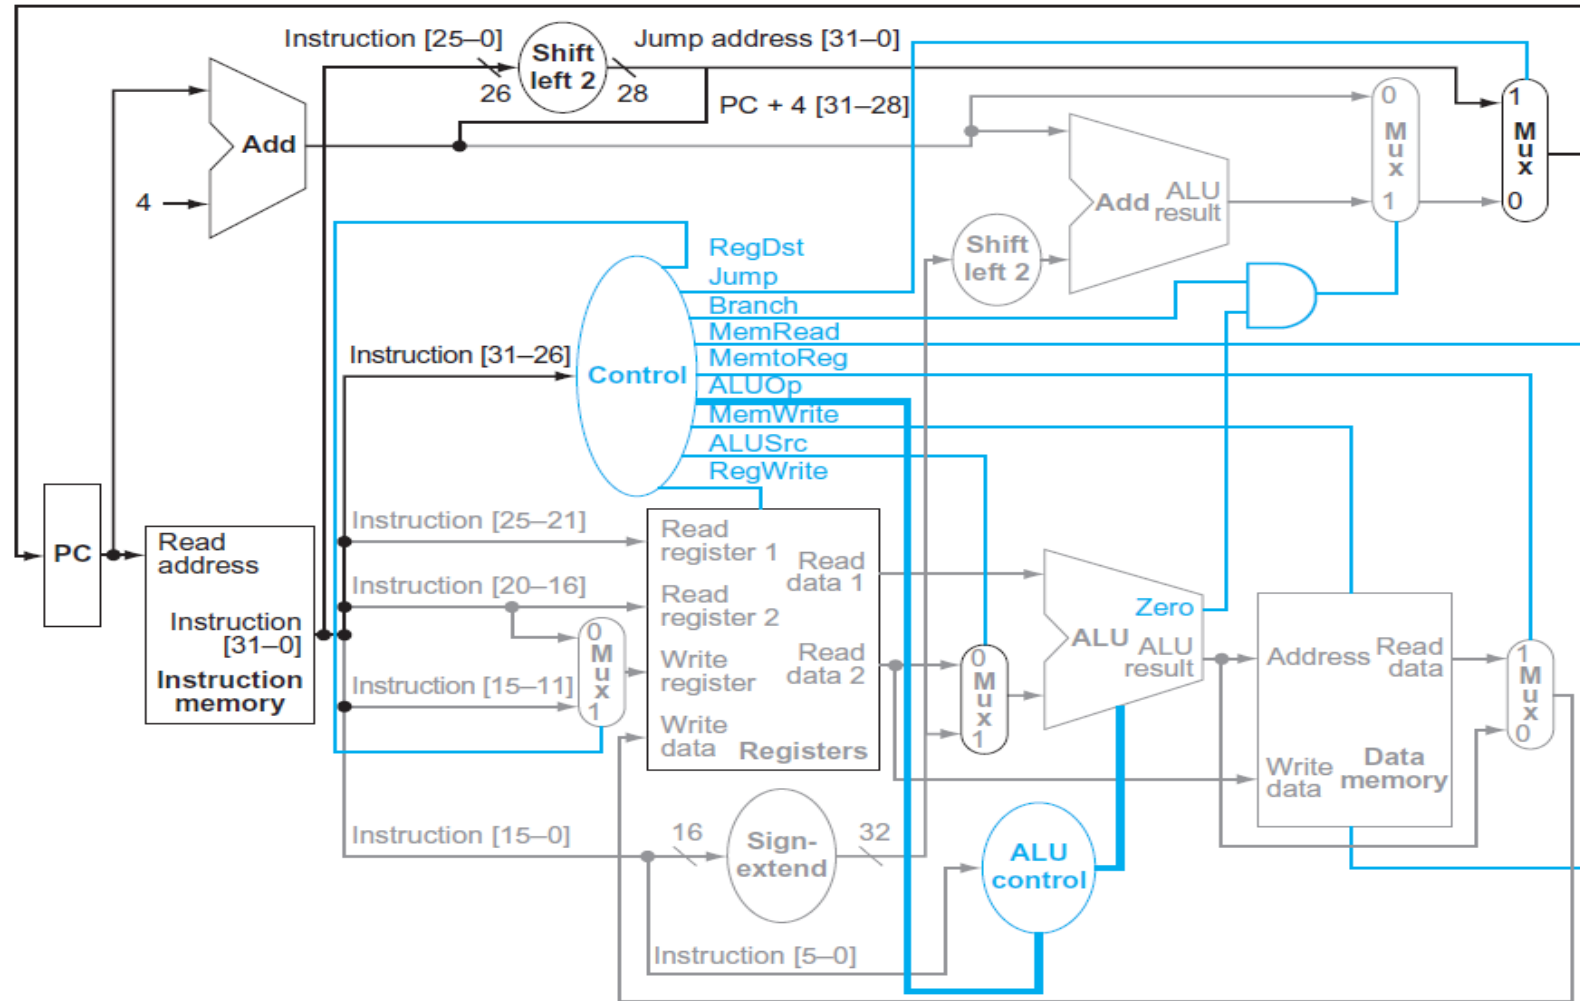 Instruction [25–0]
Shift
left 2
Jump address [31–0]
26
28
PC + 4 [31–28]
Add
4
0
M
u
x
1
1
M
u
x
0
Add
ALU
result
Shift
left 2
RegDst
Jump
Branch
MemRead
MemtoReg
ALUOp
MemWrite
ALUSrc
RegWrite
Instruction [31–26]
Control
PC
Read
address
Instruction
[31–0]
Instruction
memory
Instruction [25–21]
Instruction [20–16]
Instruction [15–11]
0
M
u
x
1
Read
register 1
Read
register 2
Write
register
Write
data
Read
data 1
Read
data 2
Registers
0
M
u
x
1
Zero
ALU
ALU
result
Address
Read
data
Write
data
Data
memory
1
M
u
x
0
Instruction [15–0]
16
Sign-
extend
32
ALU
control
Instruction [5–0]